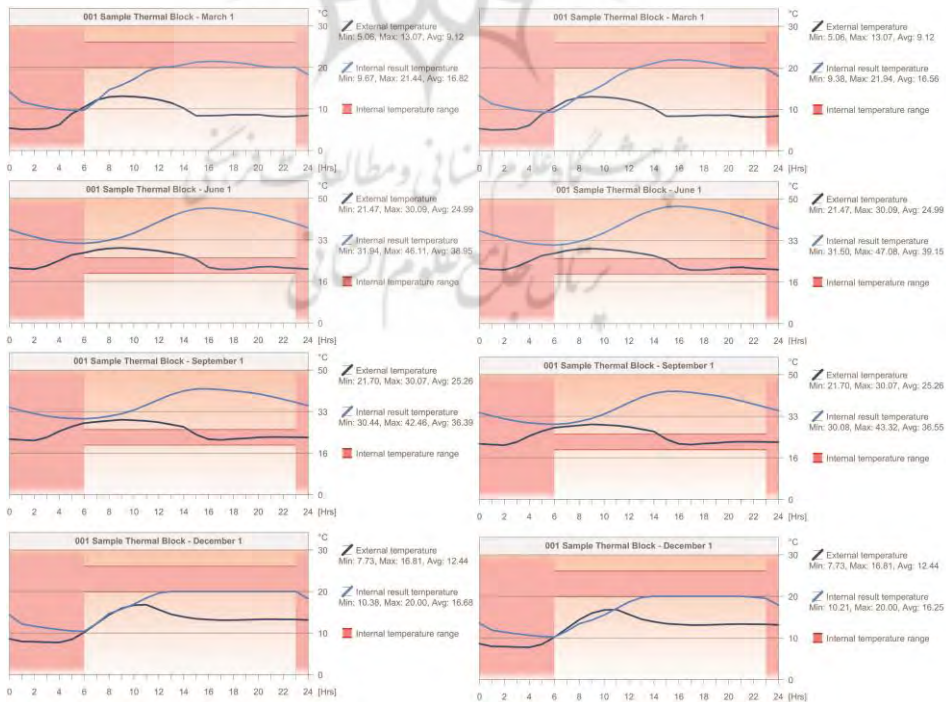 001 Sample Thermal Block - March 1
°C
30
20
10
0
0 2 4 6 8 10 12 14 16 18 20 22 24 [Hrs]
External temperature
Min: 5.06, Max: 13.07, Avg: 9.12
Internal result temperature
Min: 9.67, Max: 21.44, Avg: 16.82
Internal temperature range
001 Sample Thermal Block - March 1
°C
30
20
10
0
0 2 4 6 8 10 12 14 16 18 20 22 24 [Hrs]
External temperature
Min: 5.06, Max: 13.07, Avg: 9.12
Internal result temperature
Min: 9.38, Max: 21.94, Avg: 16.56
Internal temperature range
پژوهشگاه علوم انسانی و مطالعات فرهنگی
001 Sample Thermal Block - June 1
°C
50
33
16
0
0 2 4 6 8 10 12 14 16 18 20 22 24 [Hrs]
External temperature
Min: 21.47, Max: 30.09, Avg: 24.99
Internal result temperature
Min: 31.94, Max: 46.11, Avg: 38.95
Internal temperature range
001 Sample Thermal Block - June 1
°C
50
33
16
0
0 2 4 6 8 10 12 14 16 18 20 22 24 [Hrs]
External temperature
Min: 21.47, Max: 30.09, Avg: 24.99
Internal result temperature
Min: 31.50, Max: 47.08, Avg: 39.15
Internal temperature range
پرتال جامع علوم انسانی
001 Sample Thermal Block - September 1
°C
50
33
16
0
0 2 4 6 8 10 12 14 16 18 20 22 24 [Hrs]
External temperature
Min: 21.70, Max: 30.07, Avg: 25.26
Internal result temperature
Min: 30.44, Max: 42.46, Avg: 36.39
Internal temperature range
001 Sample Thermal Block - September 1
°C
50
33
16
0
0 2 4 6 8 10 12 14 16 18 20 22 24 [Hrs]
External temperature
Min: 21.70, Max: 30.07, Avg: 25.26
Internal result temperature
Min: 30.08, Max: 43.32, Avg: 36.55
Internal temperature range
001 Sample Thermal Block - December 1
°C
30
20
10
0
0 2 4 6 8 10 12 14 16 18 20 22 24 [Hrs]
External temperature
Min: 7.73, Max: 16.81, Avg: 12.44
Internal result temperature
Min: 10.38, Max: 20.00, Avg: 16.68
Internal temperature range
001 Sample Thermal Block - December 1
°C
30
20
10
0
0 2 4 6 8 10 12 14 16 18 20 22 24 [Hrs]
External temperature
Min: 7.73, Max: 16.81, Avg: 12.44
Internal result temperature
Min: 10.21, Max: 20.00, Avg: 16.25
Internal temperature range